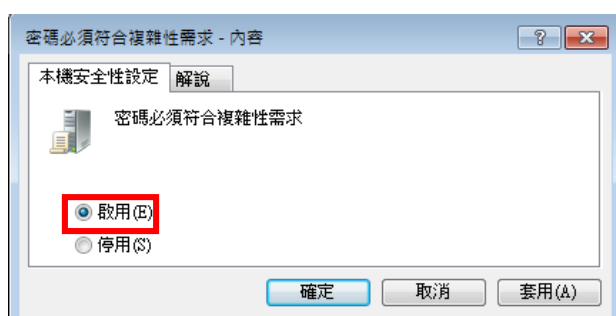 密碼必須符合複雜性需求 - 內容
本機安全性設定 解說
密碼必須符合複雜性需求
啟用(E)
停用(S)
確定 取消 套用(A)